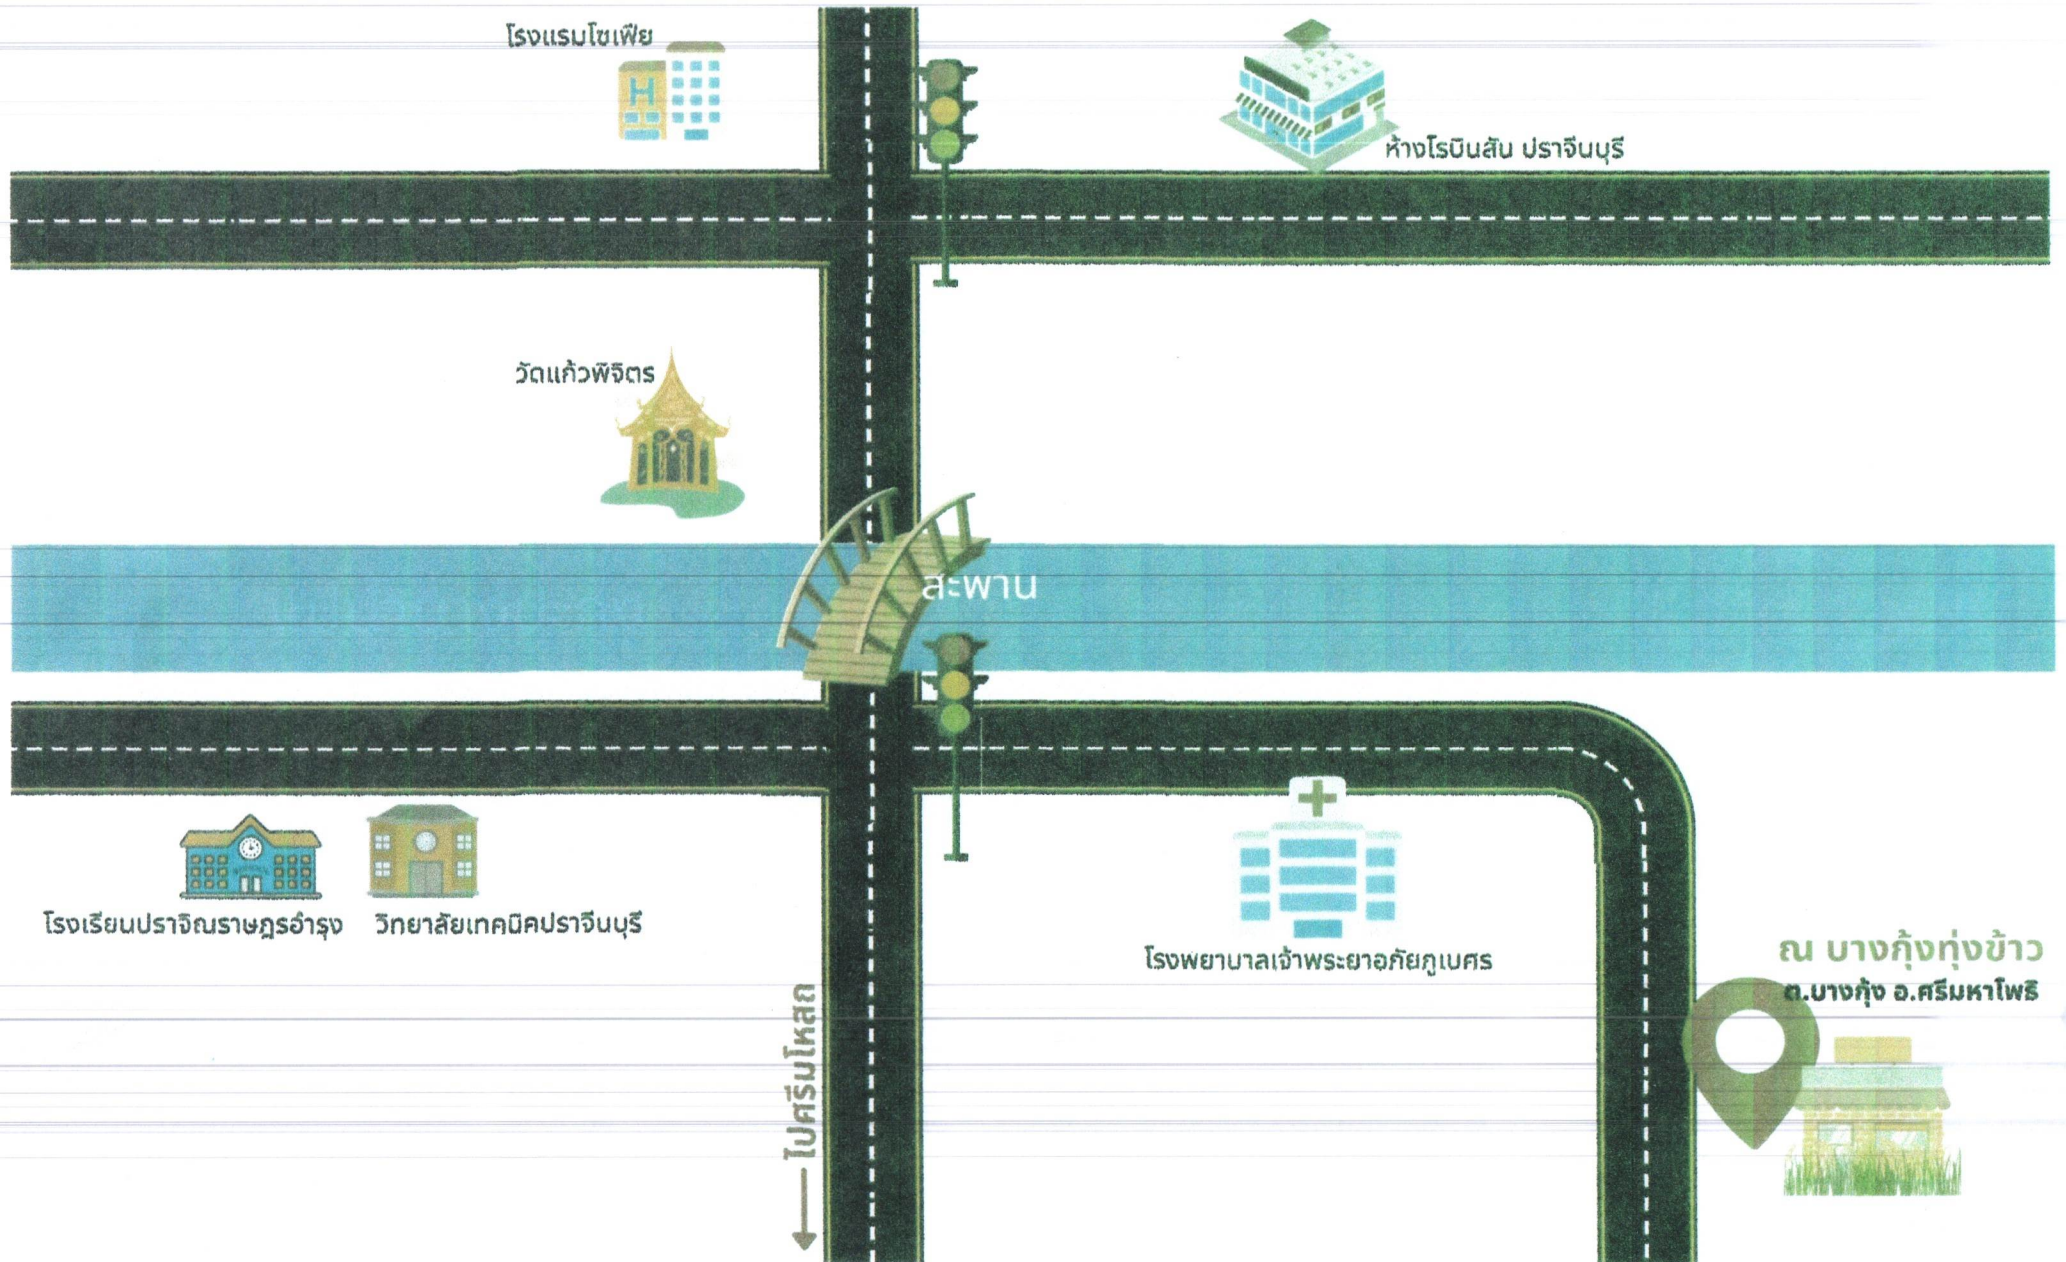 โรงแรมโซเฟีย
ห้างโรบินสัน ปราจีนบุรี
H
วัดแก้วพิจิตร
สะพาน
โรงเรียนปราจิณราษฎรอำรุง
วิทยาลัยเทคนิคปราจีนบุรี
โรงพยาบาลเจ้าพระยาอภัยภูเบศร
ณ บางกุ้งทุ่งข้าว
ต.บางกุ้ง อ.ศรีมหาโพธิ
ไปศรีมโหสถ